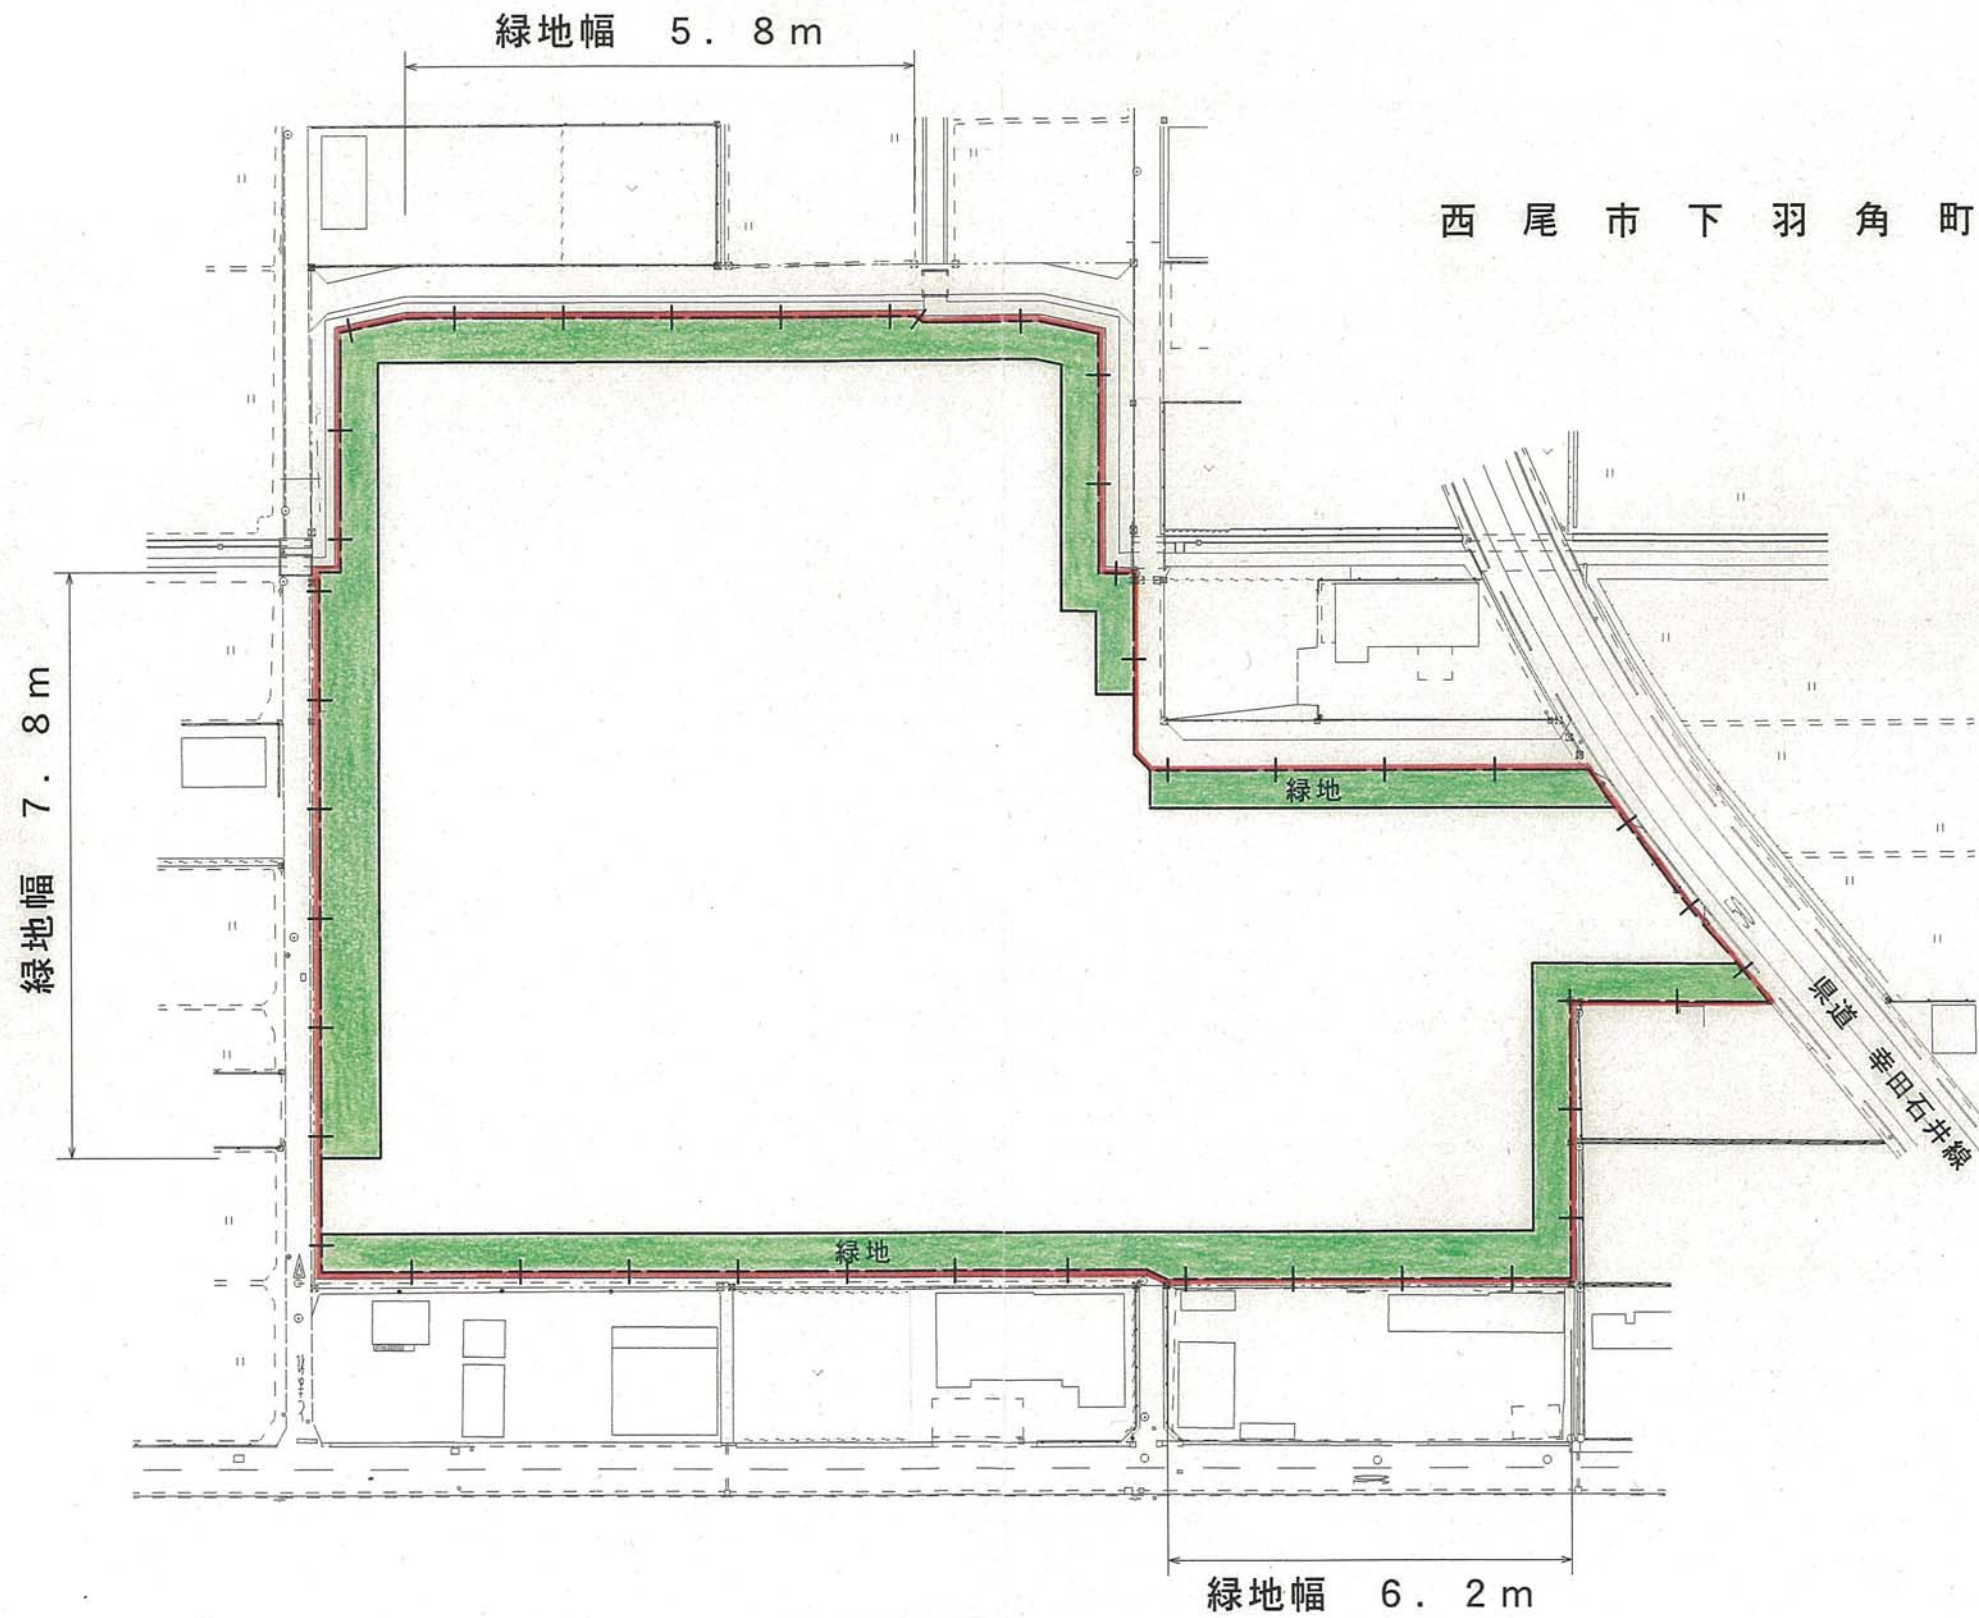 緑地幅　５．８ｍ
西尾市下羽角町
緑地幅　７．８ｍ
緑地
県道　幸田石井線
緑地
緑地幅　６．２ｍ